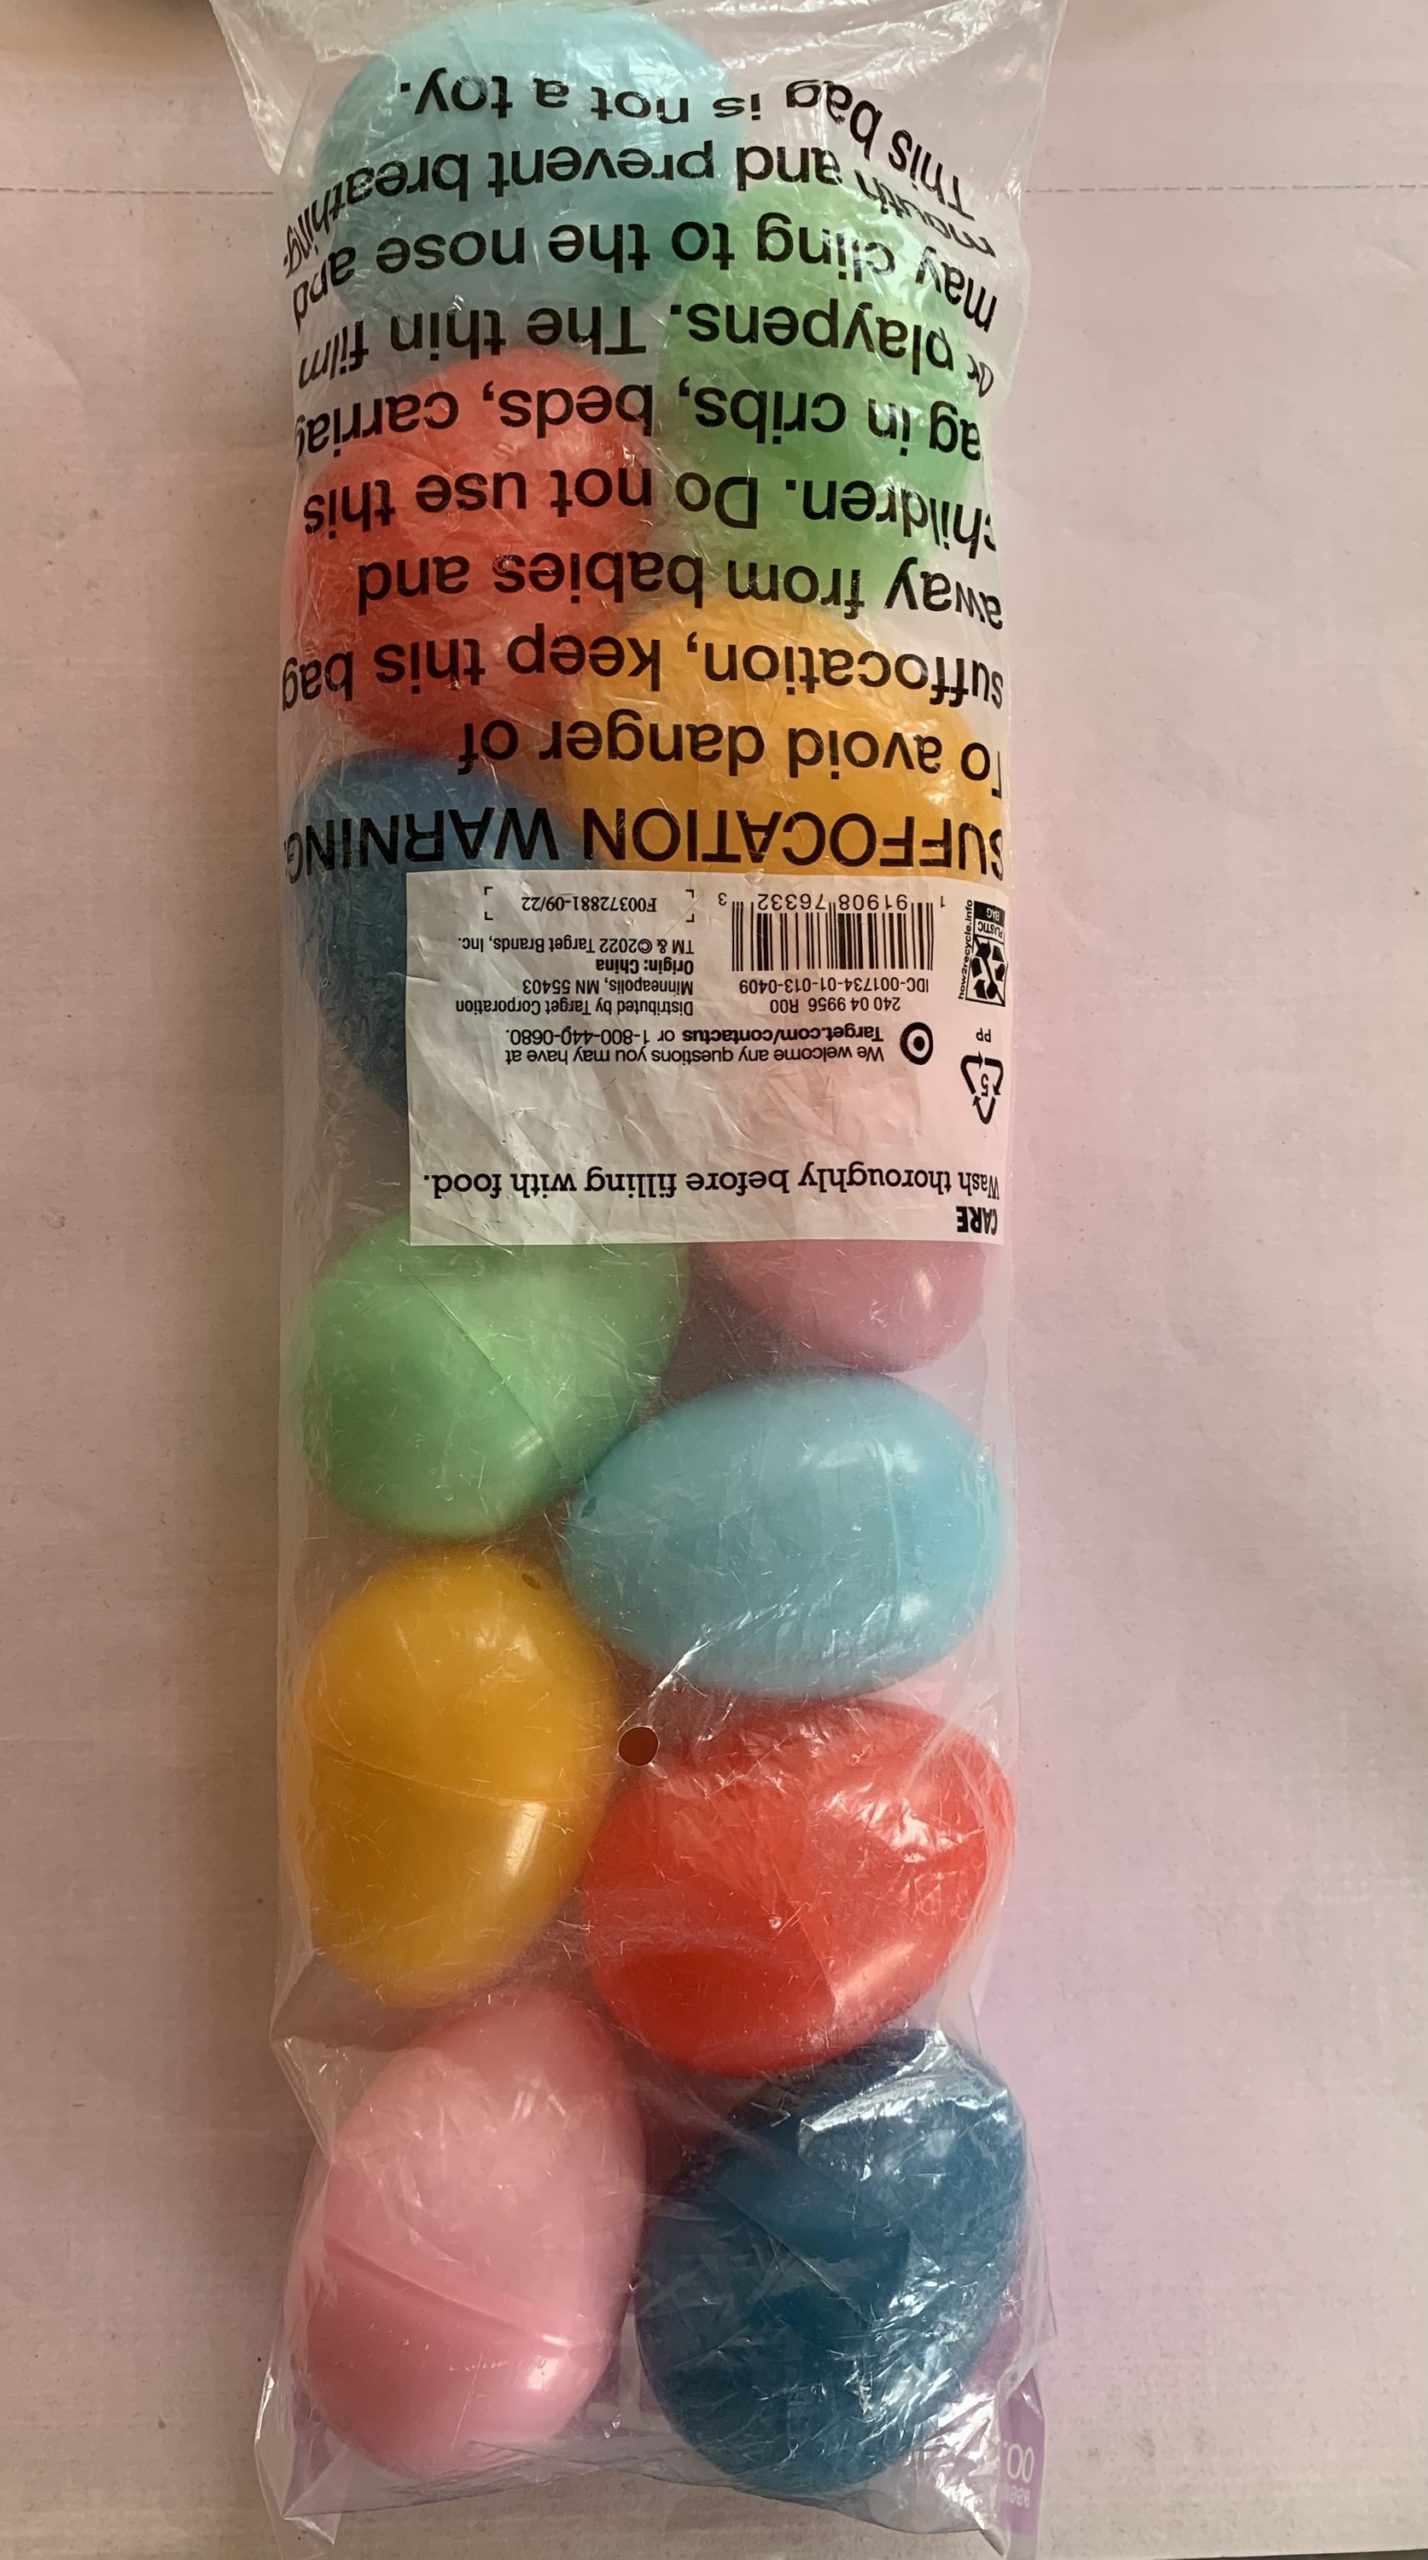 CARE
Wash thoroughly before filling with food.
5
PP
We welcome any questions you may have at
Target.com/contactus or 1-800-440-0680.
240 04 9956 R00
IDC-001734-01-013-0409
1 91908 76332 3
how2recycle.info
PLASTIC
BAG
Distributed by Target Corporation
Minneapolis, MN 55403
Origin: China
TM & ©2022 Target Brands, Inc.
F00372881-09/22
SUFFOCATION WARNING
To avoid danger of
suffocation, keep this bag
away from babies and
children. Do not use this
ag in cribs, beds, carriag
or playpens. The thin film
may cling to the nose and
mouth and prevent breathing.
This bag is not a toy.